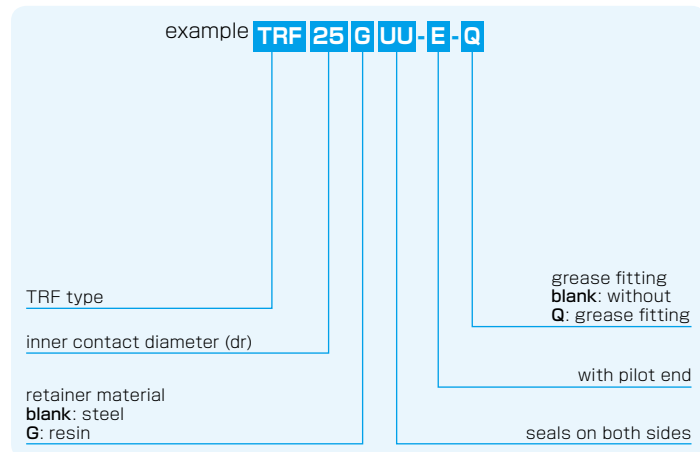 example TRF 25 G UU - E - Q
TRF type
inner contact diameter (dr)
retainer material
blank: steel
G: resin
grease fitting
blank: without
Q: grease fitting
with pilot end
seals on both sides